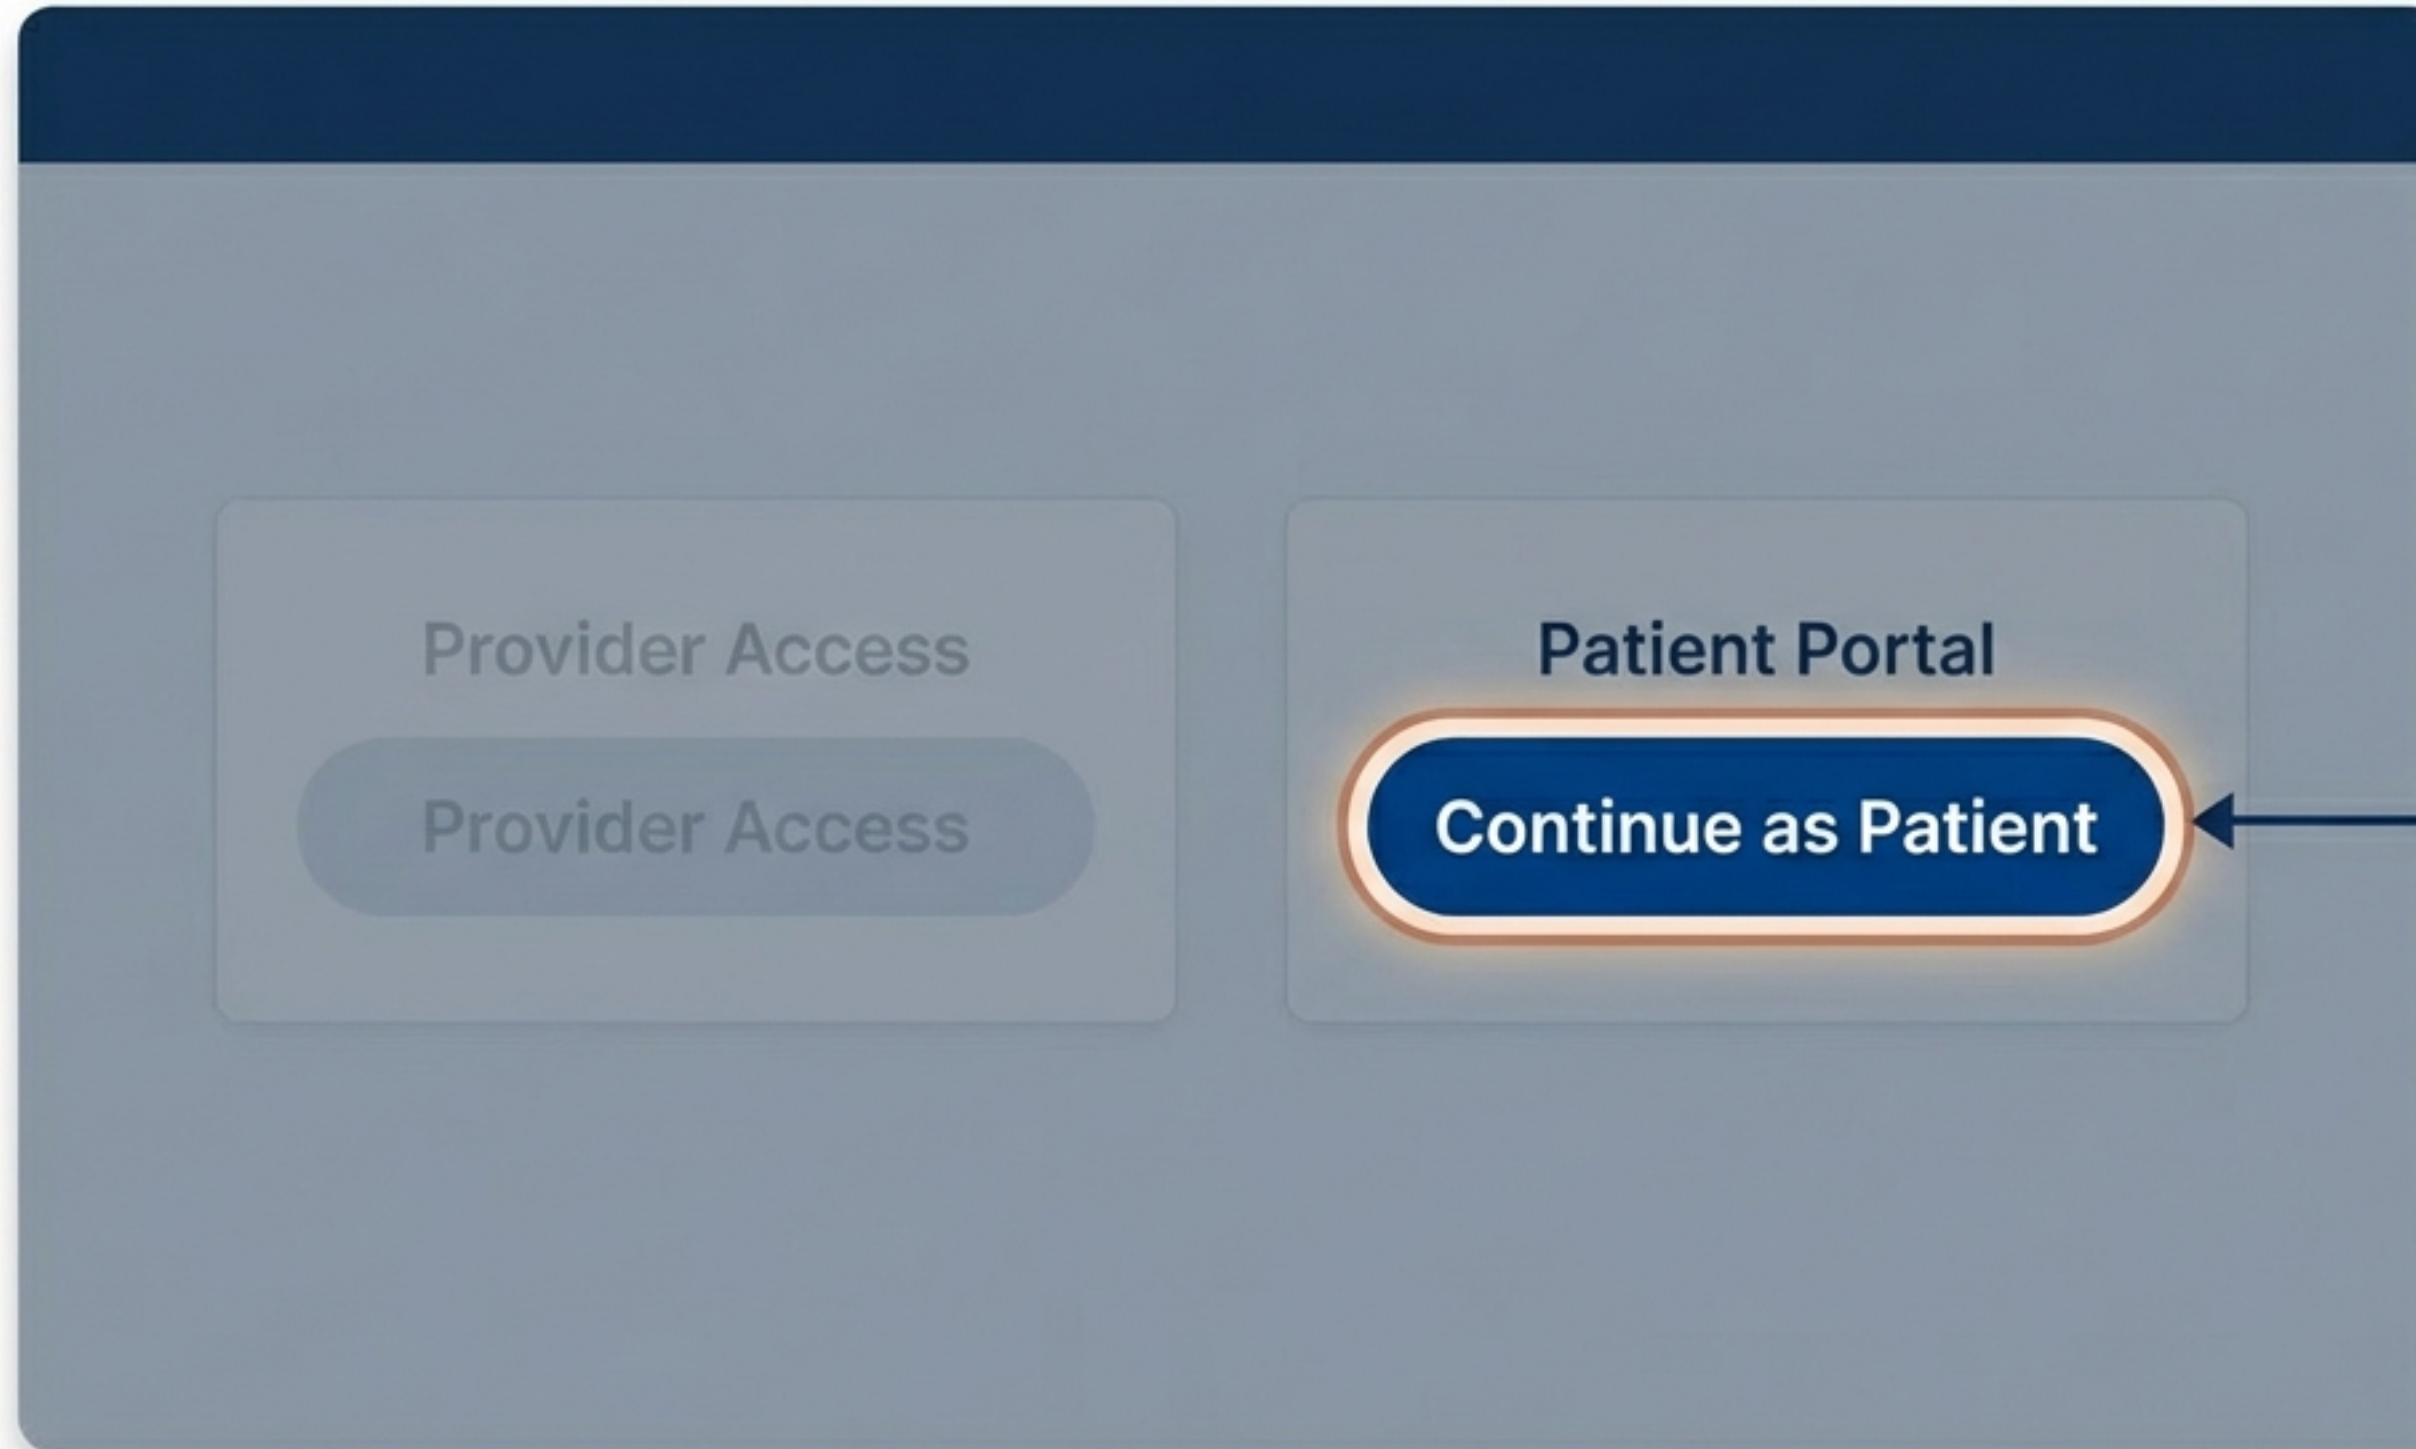 Provider Access
Provider Access
Patient Portal
Continue as Patient